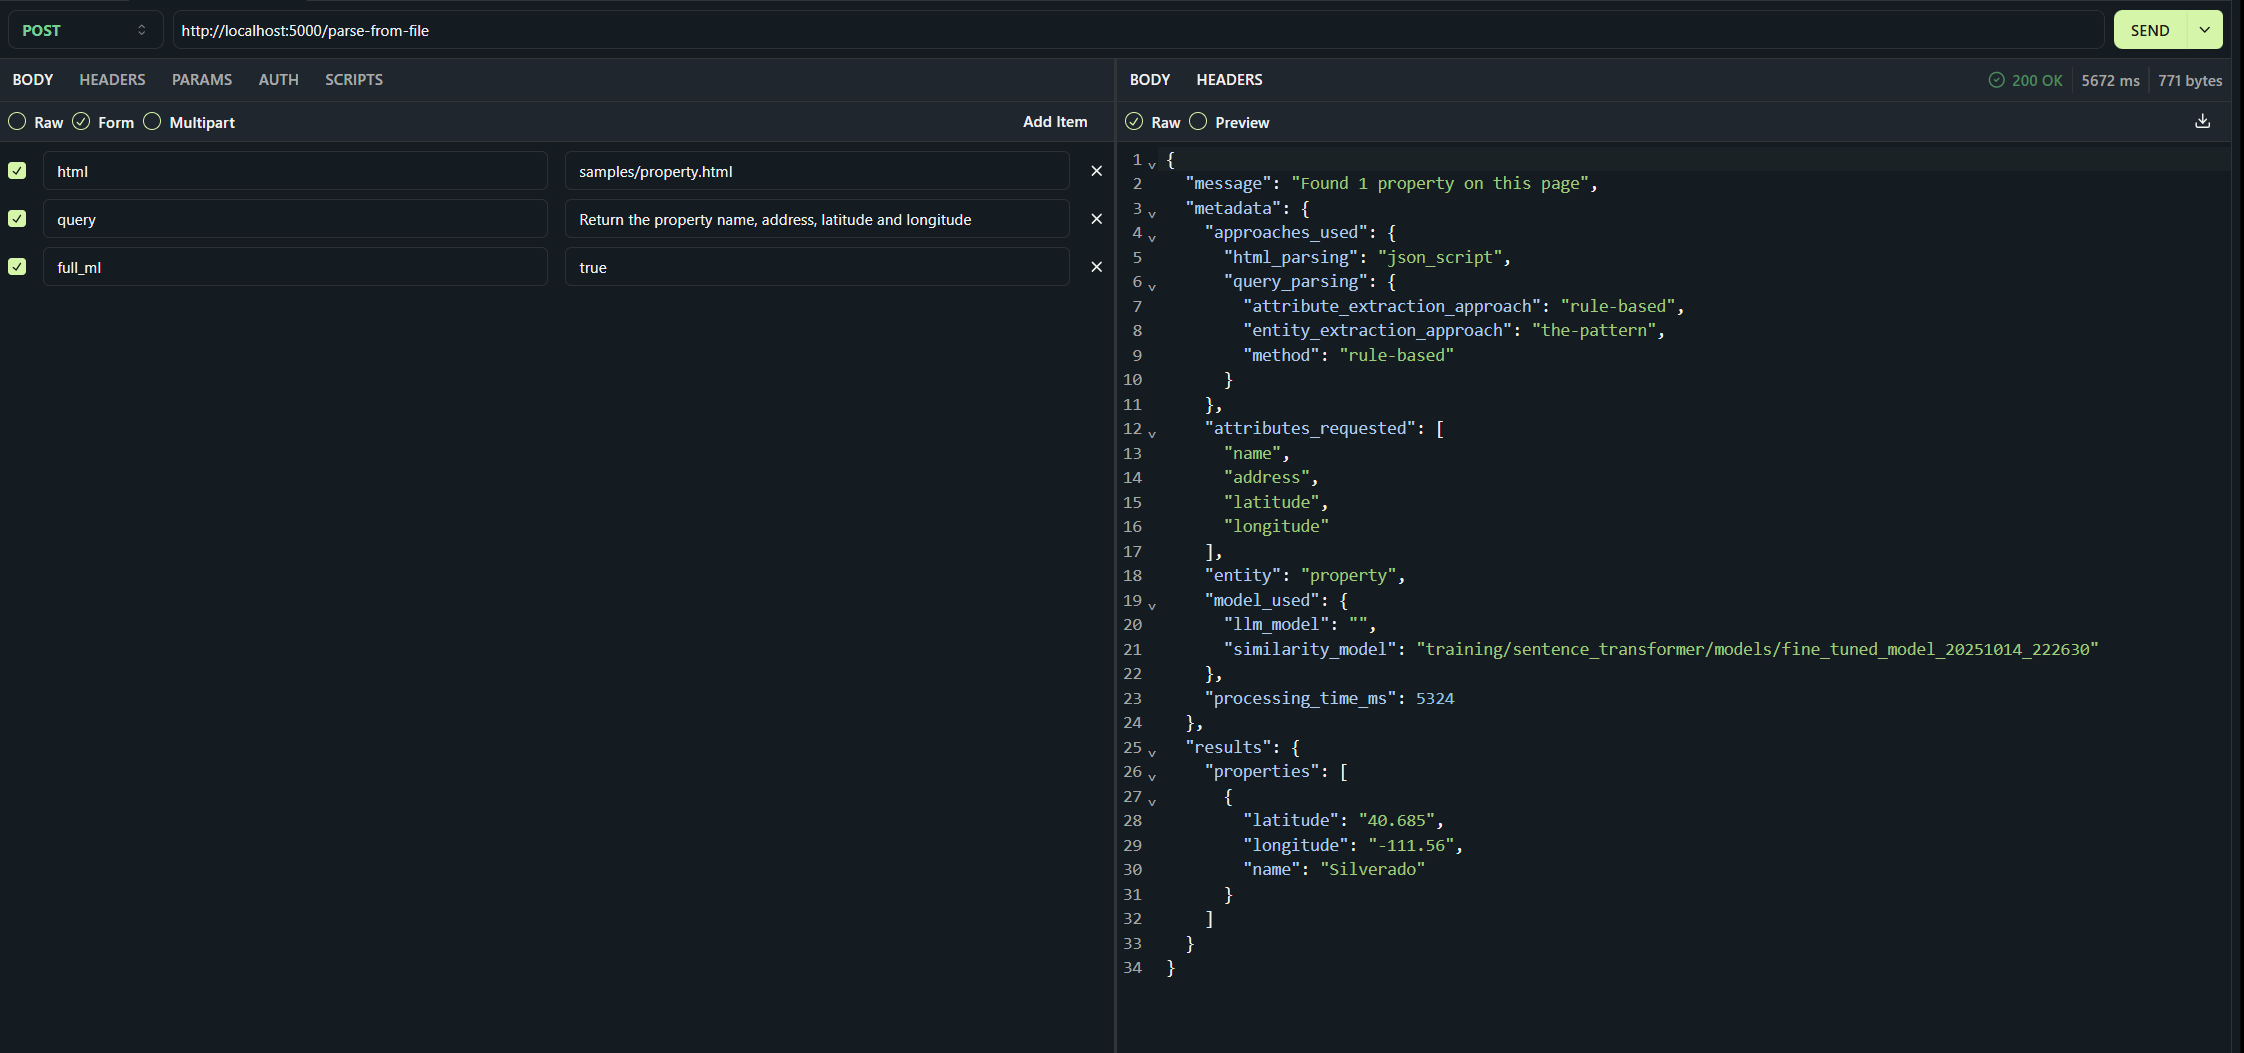 POST
http://localhost:5000/parse-from-file
SEND
BODY HEADERS PARAMS AUTH SCRIPTS
Raw Form Multipart Add Item
html samples/property.html
query Return the property name, address, latitude and longitude
full_ml true
BODY HEADERS 200 OK 5672 ms 771 bytes
Raw Preview
1 {
2 "message": "Found 1 property on this page",
3 "metadata": {
4 "approaches_used": {
5 "html_parsing": "json_script",
6 "query_parsing": {
7 "attribute_extraction_approach": "rule-based",
8 "entity_extraction_approach": "the-pattern",
9 "method": "rule-based"
10 }
11 },
12 "attributes_requested": [
13 "name",
14 "address",
15 "latitude",
16 "longitude"
17 ],
18 "entity": "property",
19 "model_used": {
20 "llm_model": "",
21 "similarity_model": "training/sentence_transformer/models/fine_tuned_model_20251014_222630"
22 },
23 "processing_time_ms": 5324
24 },
25 "results": {
26 "properties": [
27 {
28 "latitude": "40.685",
29 "longitude": "-111.56",
30 "name": "Silverado"
31 }
32 ]
33 }
34 }